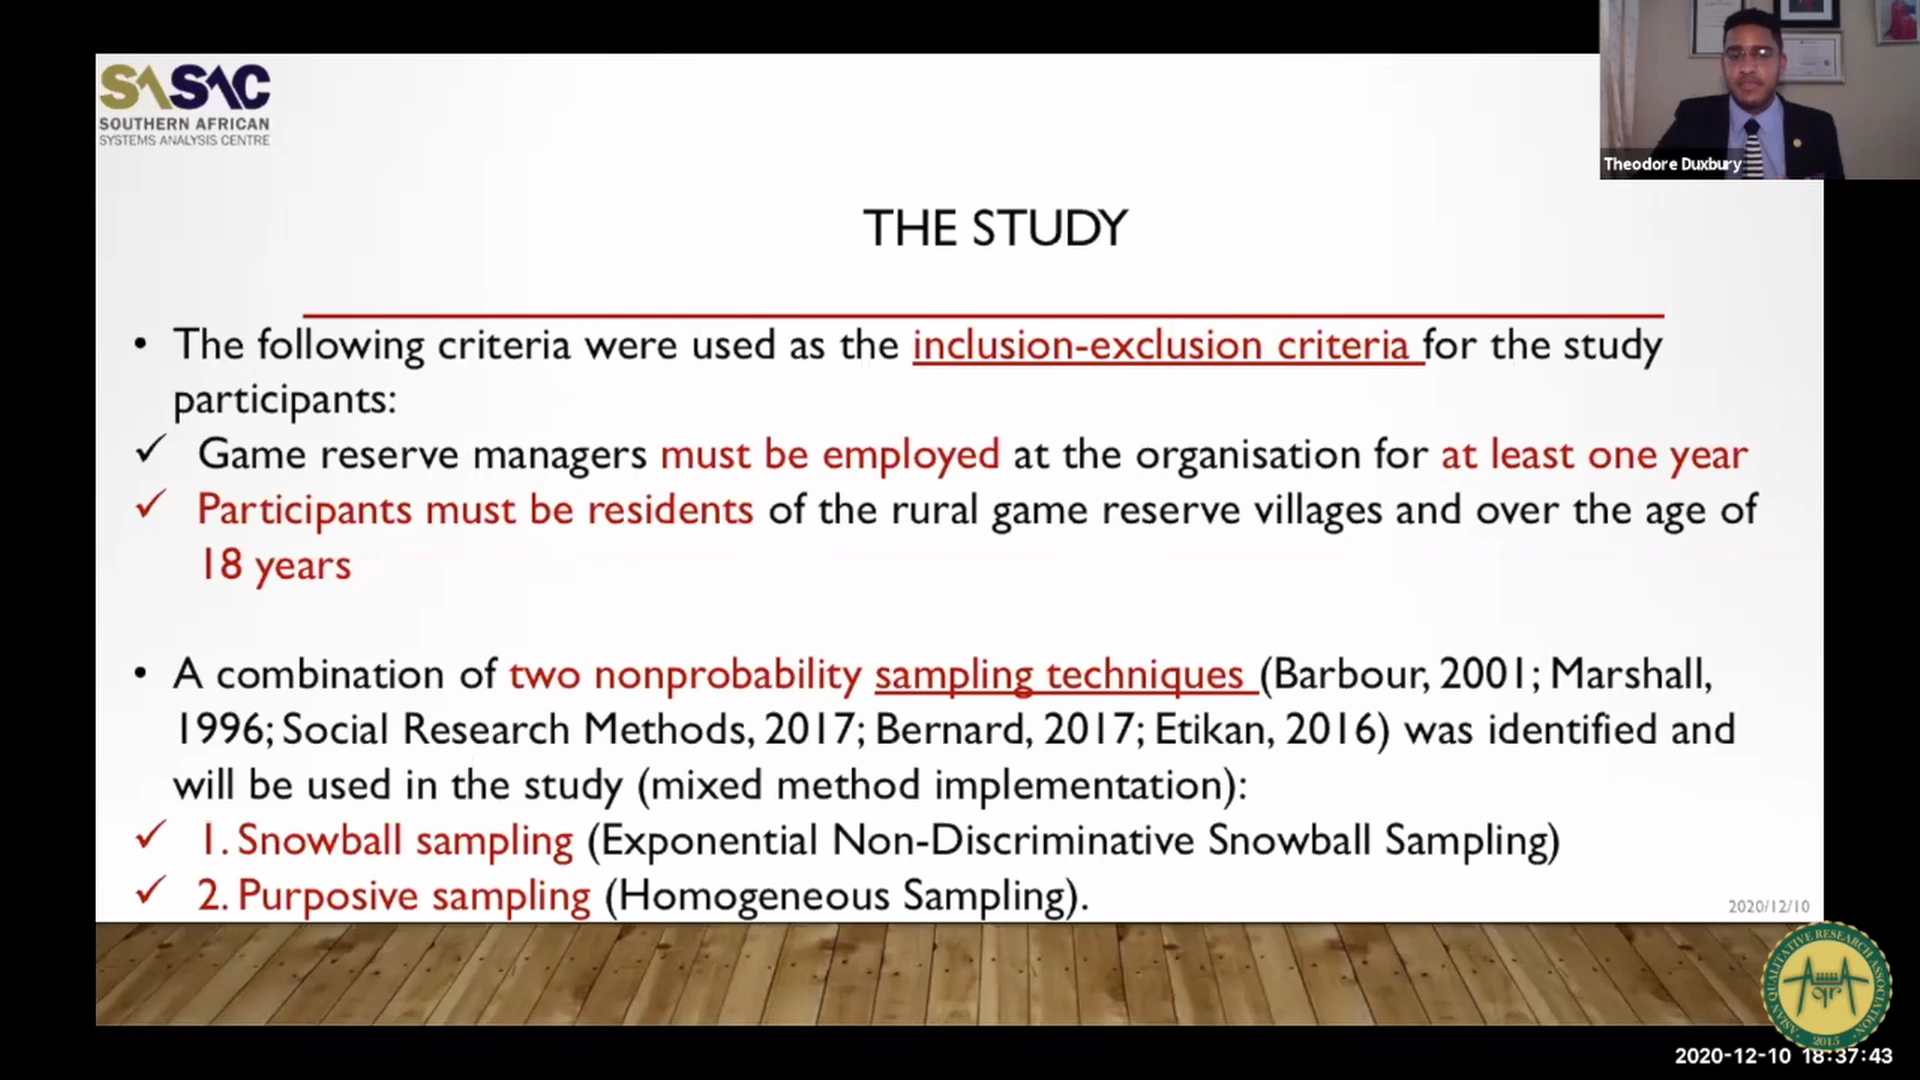 SASAC
SOUTHERN AFRICAN
SYSTEMS ANALYSIS CENTRE
Theodore Duxbury
THE STUDY
• The following criteria were used as the inclusion-exclusion criteria for the study
participants:
✓ Game reserve managers must be employed at the organisation for at least one year
✓ Participants must be residents of the rural game reserve villages and over the age of
18 years
• A combination of two nonprobability sampling techniques (Barbour, 2001; Marshall,
1996; Social Research Methods, 2017; Bernard, 2017; Etikan, 2016) was identified and
will be used in the study (mixed method implementation):
✓ 1. Snowball sampling (Exponential Non-Discriminative Snowball Sampling)
✓ 2. Purposive sampling (Homogeneous Sampling).
2020/12/10
ASIAN QUALITATIVE RESEARCH ASSOCIATION
2015
2020-12-10 18:37:43